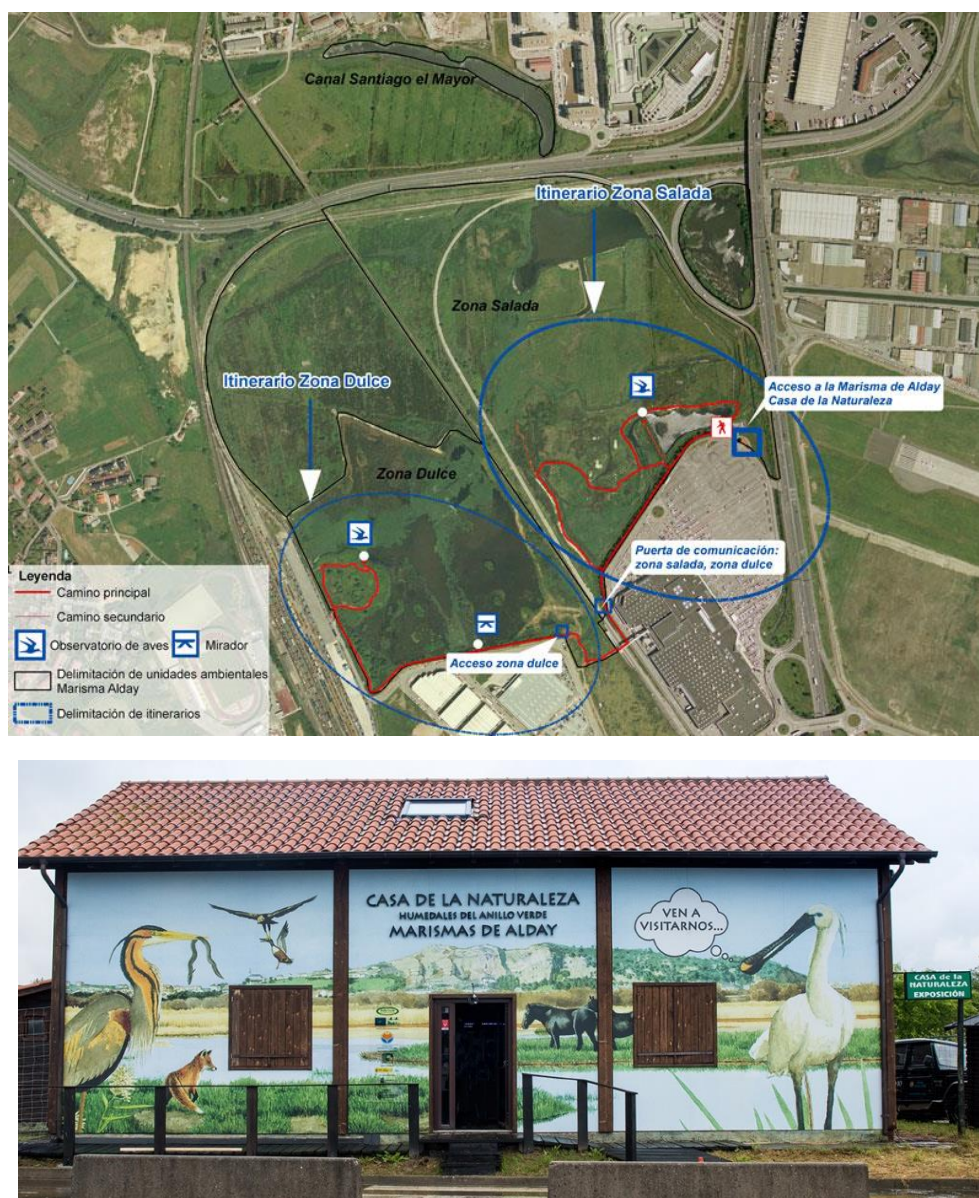 Canal Santiago el Mayor
Itinerario Zona Salada
Zona Salada
Itinerario Zona Dulce
Acceso a la Marisma de Alday
Casa de la Naturaleza
Zona Dulce
Puerta de comunicación:
zona salada, zona dulce
Acceso zona dulce
Leyenda
Camino principal
Camino secundario
Observatorio de aves
Mirador
Delimitación de unidades ambientales
Marisma Alday
Delimitación de itinerarios
CASA DE LA NATURALEZA
HUMEDALES DEL ANILLO VERDE
MARISMAS DE ALDAY
VEN A
VISITARNOS...
CASA de la
NATURALEZA
EXPOSICIÓN